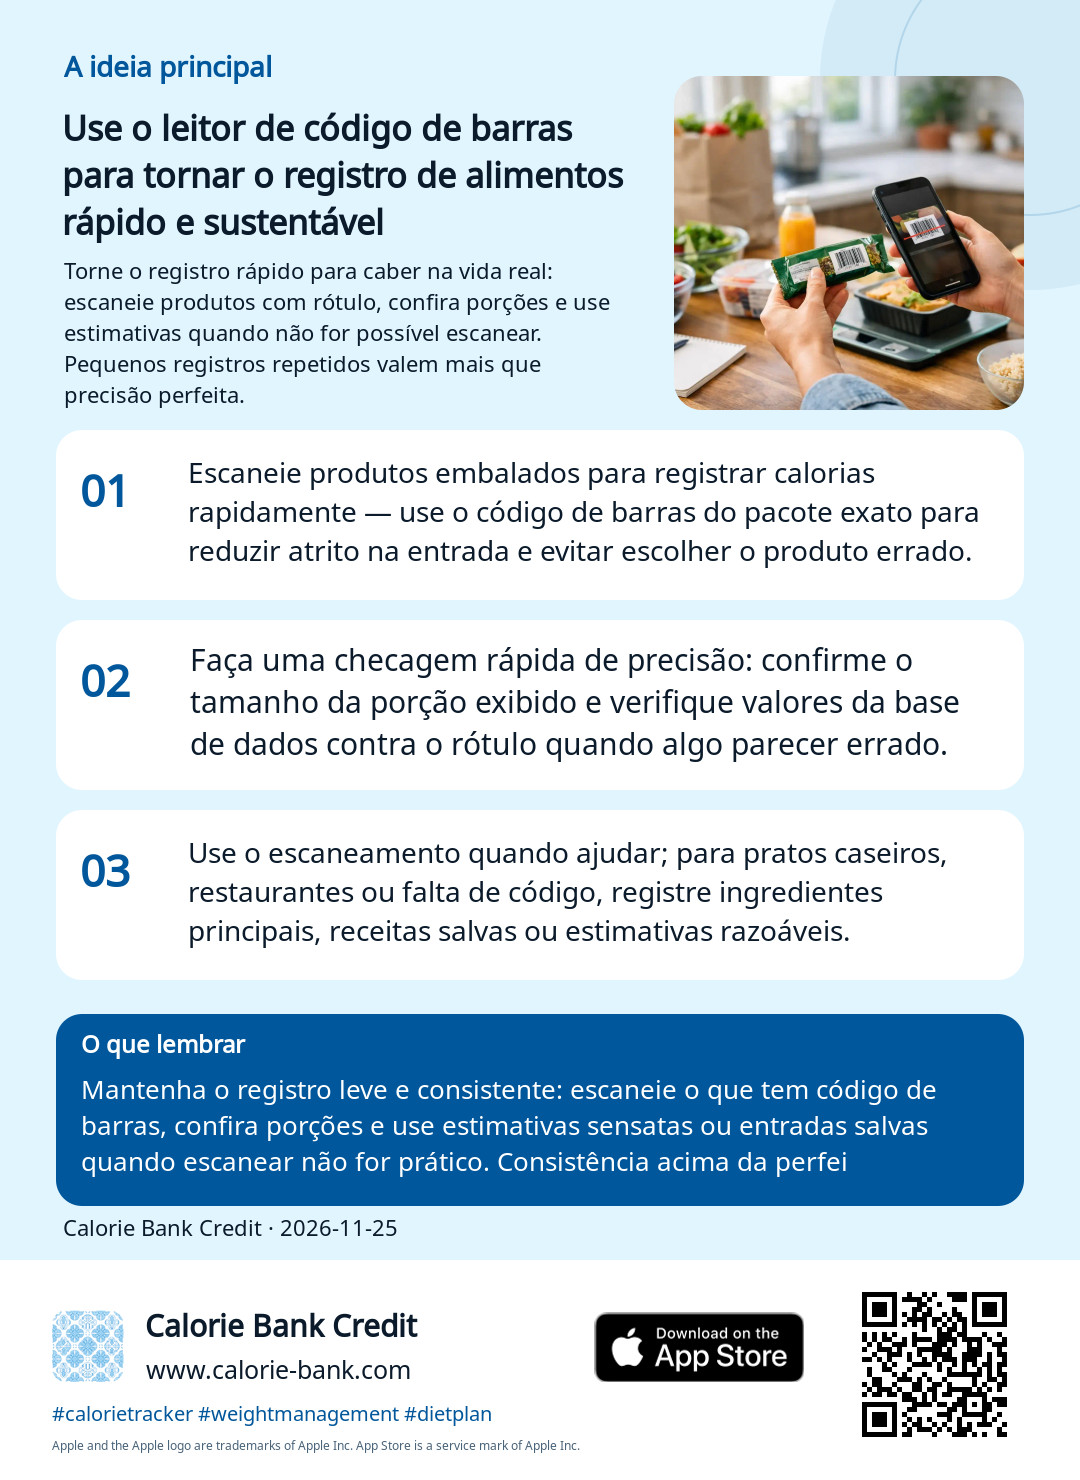 A ideia principal
Use o leitor de código de barras
para tornar o registro de alimentos
rápido e sustentável
Torne o registro rápido para caber na vida real:
escaneie produtos com rótulo, confira porções e use
estimativas quando não for possível escanear.
Pequenos registros repetidos valem mais que
precisão perfeita.
01
Escaneie produtos embalados para registrar calorias
rapidamente — use o código de barras do pacote exato para
reduzir atrito na entrada e evitar escolher o produto errado.
02
Faça uma checagem rápida de precisão: confirme o
tamanho da porção exibido e verifique valores da base
de dados contra o rótulo quando algo parecer errado.
03
Use o escaneamento quando ajudar; para pratos caseiros,
restaurantes ou falta de código, registre ingredientes
principais, receitas salvas ou estimativas razoáveis.
O que lembrar
Mantenha o registro leve e consistente: escaneie o que tem código de
barras, confira porções e use estimativas sensatas ou entradas salvas
quando escanear não for prático. Consistência acima da perfei
Calorie Bank Credit · 2026-11-25
Calorie Bank Credit
www.calorie-bank.com
Download on the
App Store
#calorietracker #weightmanagement #dietplan
Apple and the Apple logo are trademarks of Apple Inc. App Store is a service mark of Apple Inc.